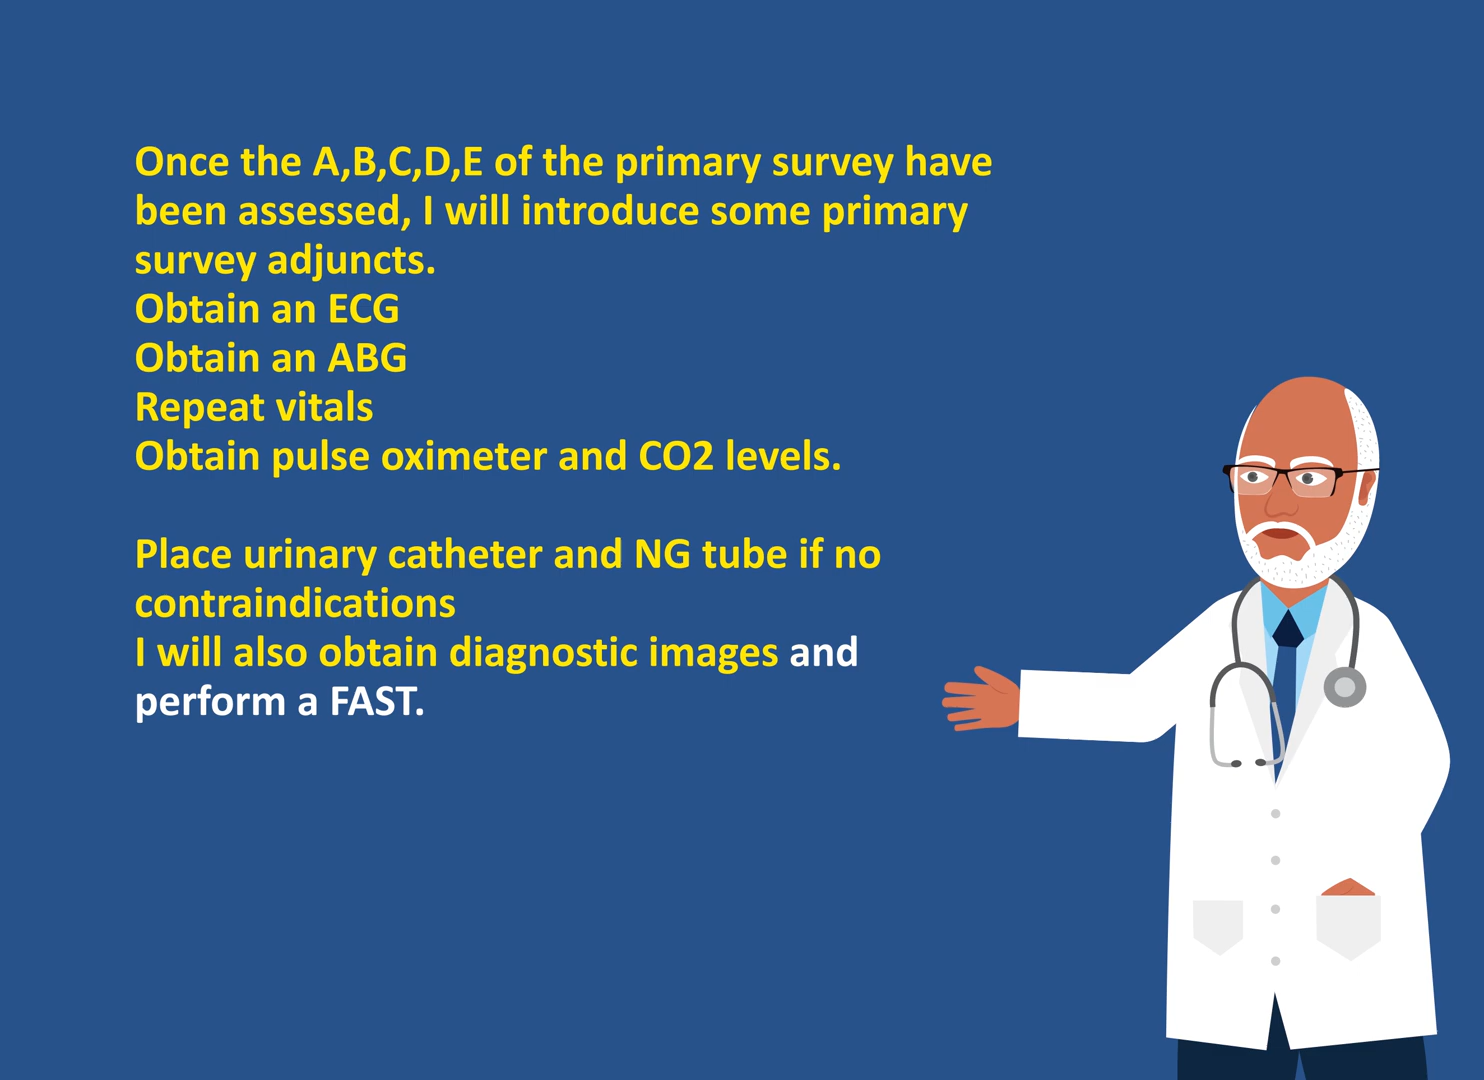 Once the A,B,C,D,E of the primary survey have
been assessed, I will introduce some primary
survey adjuncts.
Obtain an ECG
Obtain an ABG
Repeat vitals
Obtain pulse oximeter and CO2 levels.
Place urinary catheter and NG tube if no
contraindications
I will also obtain diagnostic images and
perform a FAST.